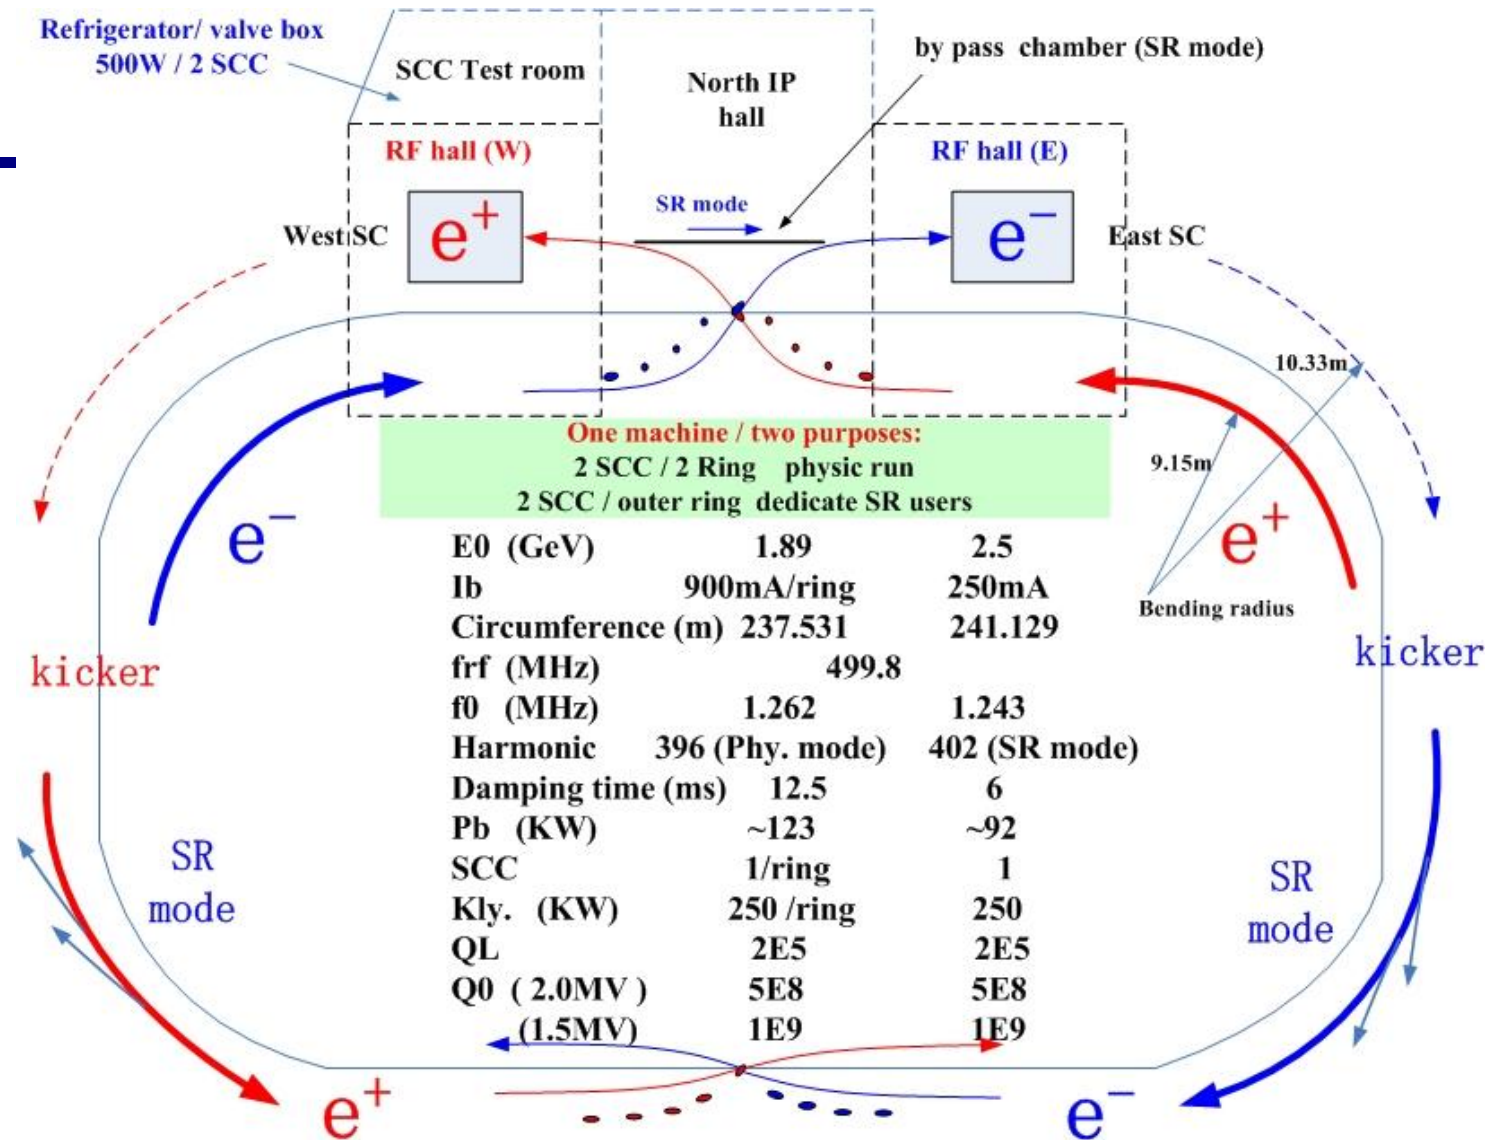 Refrigerator/ valve box
500W / 2 SCC
SCC Test room
North IP
hall
by pass chamber (SR mode)
RF hall (W)
RF hall (E)
SR mode
West SC
e⁺
e⁻
East SC
10.33m
9.15m
Bending radius
e⁻
e⁺
One machine / two purposes:
2 SCC / 2 Ring physic run
2 SCC / outer ring dedicate SR users
E0 (GeV) 1.89 2.5
Ib 900mA/ring 250mA
Circumference (m) 237.531 241.129
frf (MHz) 499.8
f0 (MHz) 1.262 1.243
Harmonic 396 (Phy. mode) 402 (SR mode)
Damping time (ms) 12.5 6
Pb (KW) ~123 ~92
SCC 1/ring 1
Kly. (KW) 250 /ring 250
QL 2E5 2E5
Q0 ( 2.0MV ) 5E8 5E8
(1.5MV) 1E9 1E9
kicker
kicker
SR
mode
SR
mode
e⁺
e⁻